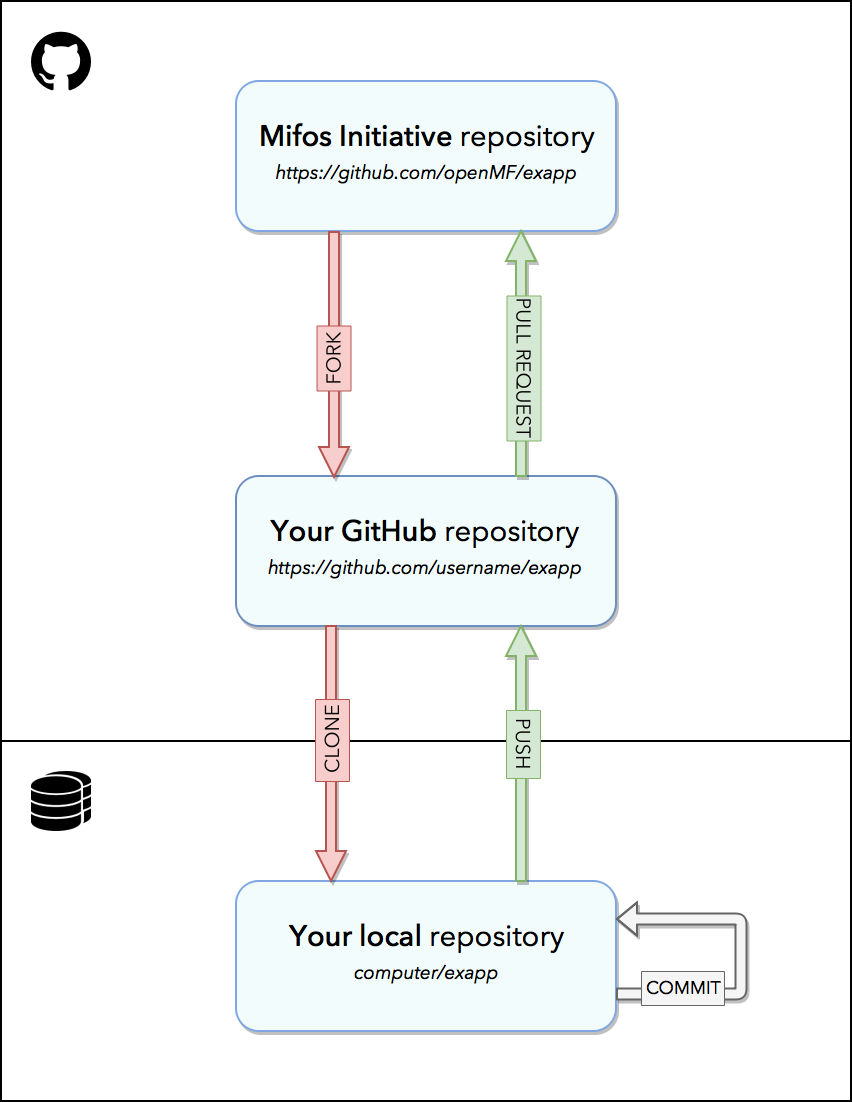 Mifos Initiative repository
https://github.com/openMF/exapp
FORK
PULL REQUEST
Your GitHub repository
https://github.com/username/exapp
CLONE
PUSH
Your local repository
computer/exapp
COMMIT